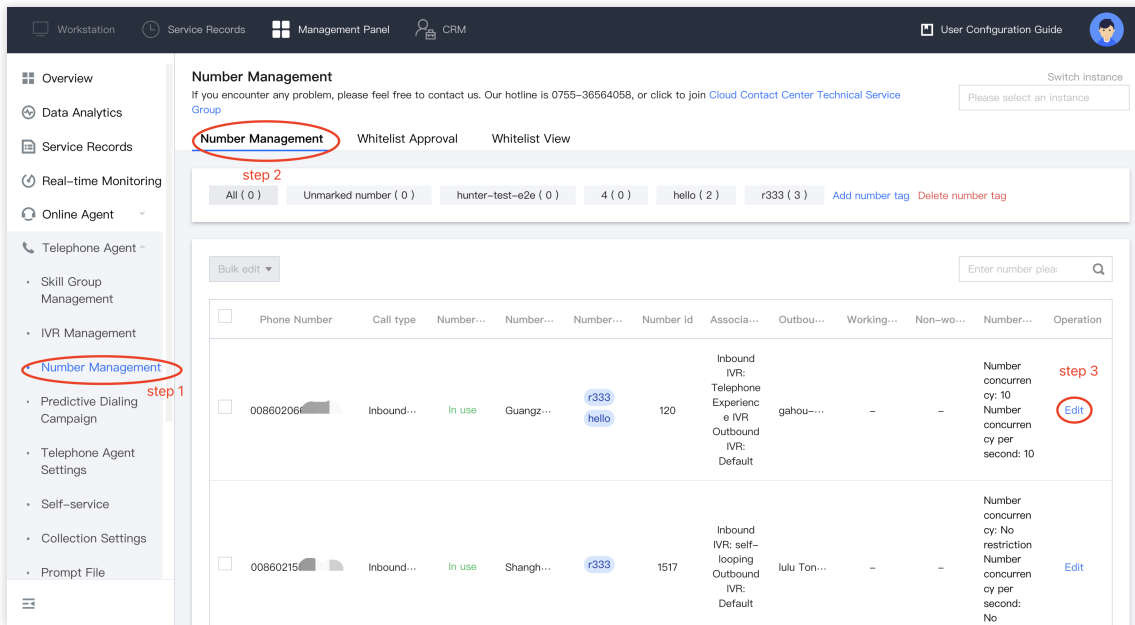 Workstation
Service Records
Management Panel
CRM
User Configuration Guide
Overview
Data Analytics
Service Records
Real-time Monitoring
Online Agent
Telephone Agent
Skill Group
Management
IVR Management
Number Management
step 1
Predictive Dialing
Campaign
Telephone Agent
Settings
Self-service
Collection Settings
Prompt File
Number Management
Switch instance
If you encounter any problem, please feel free to contact us. Our hotline is 0755-36564058, or click to join Cloud Contact Center Technical Service
Group
Please select an instance
Number Management
Whitelist Approval
Whitelist View
step 2
All ( 0 )
Unmarked number ( 0 )
hunter-test-e2e ( 0 )
4 ( 0 )
hello ( 2 )
r333 ( 3 )
Add number tag
Delete number tag
Bulk edit
Enter number plea
Phone Number
Call type
Number···
Number···
Number···
Number id
Associa···
Outbou···
Working···
Non-wo···
Number···
Operation
00860206
Inbound···
In use
Guangz···
r333
hello
120
Inbound
IVR:
Telephone
Experienc
e IVR
Outbound
IVR:
Default
gahou-···
–
–
Number
concurren
cy: 10
Number
concurren
cy per
second: 10
step 3
Edit
00860215
Inbound···
In use
Shangh···
r333
1517
Inbound
IVR: self-
looping
Outbound
IVR:
Default
lulu Ton···
–
–
Number
concurren
cy: No
restriction
Number
concurren
cy per
second:
No
Edit